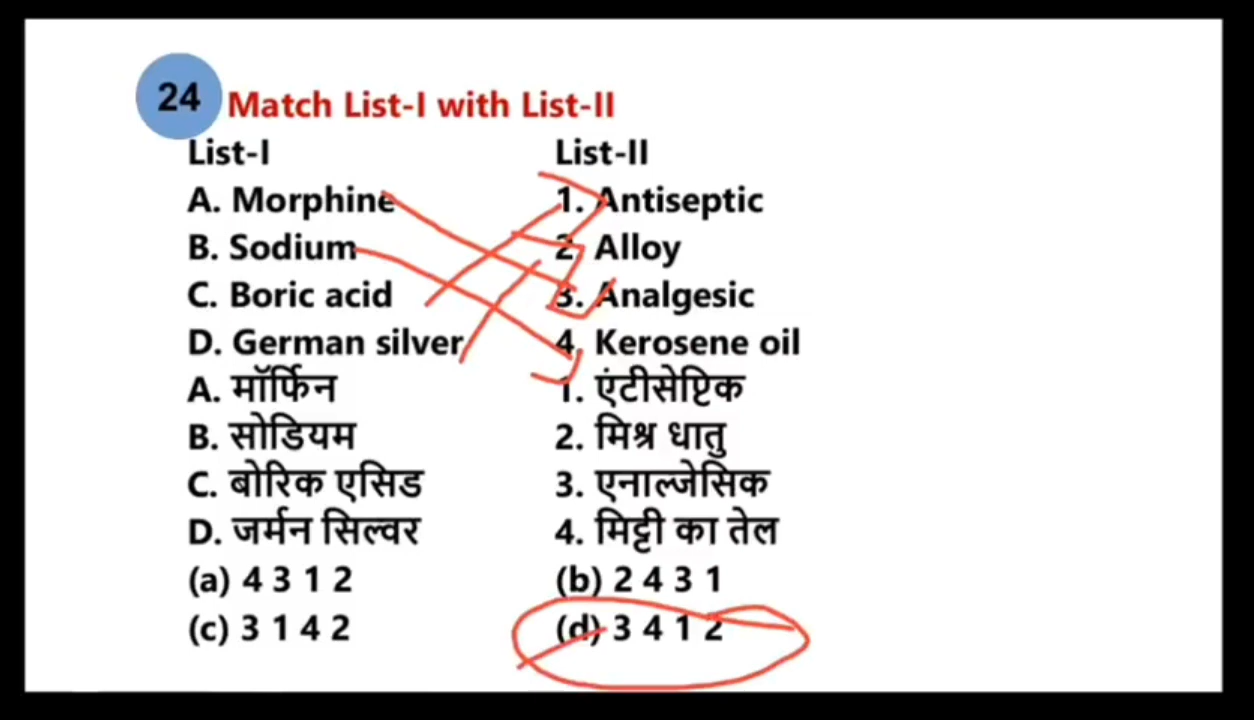 24 Match List-I with List-II
List-I List-II
A. Morphine 1. Antiseptic
B. Sodium 2. Alloy
C. Boric acid 3. Analgesic
D. German silver 4. Kerosene oil
A. मॉर्फिन 1. एंटीसेप्टिक
B. सोडियम 2. मिश्र धातु
C. बोरिक एसिड 3. एनाल्जेसिक
D. जर्मन सिल्वर 4. मिट्टी का तेल
(a) 4 3 1 2 (b) 2 4 3 1
(c) 3 1 4 2 (d) 3 4 1 2